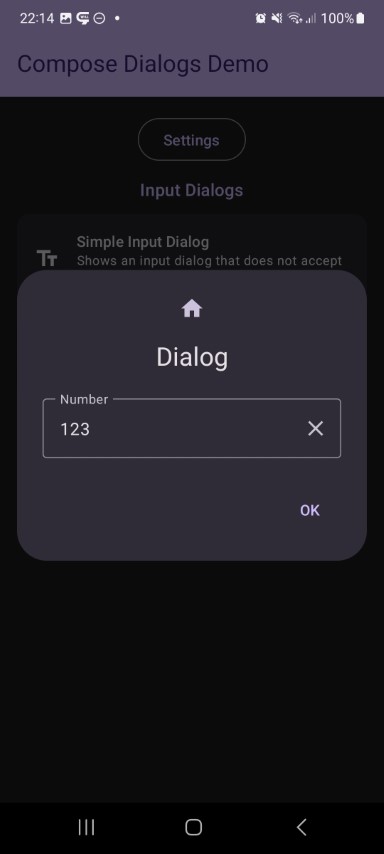 22:14
100%
Compose Dialogs Demo
Settings
Input Dialogs
Simple Input Dialog
Shows an input dialog that does not accept
Dialog
Number
123
OK